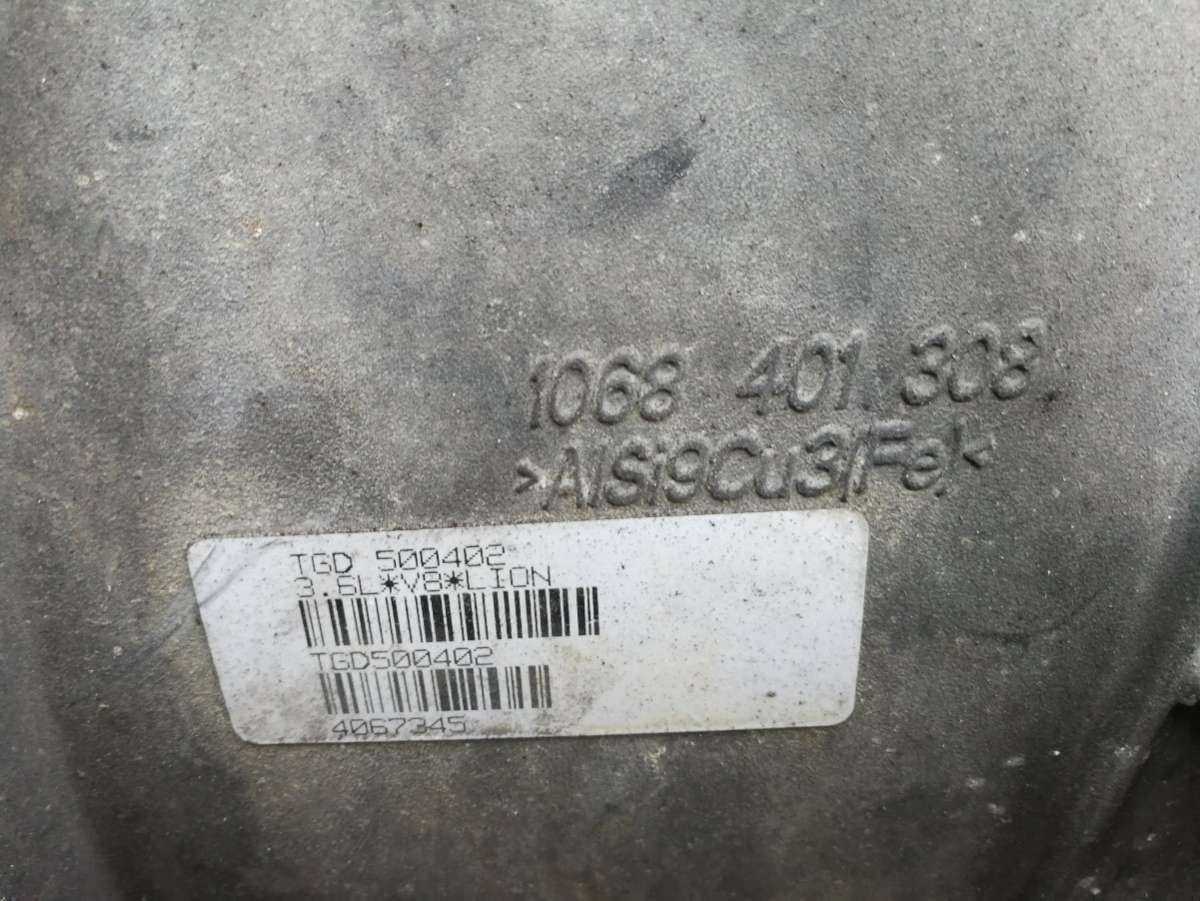 1068 401 308
>AlSi9Cu3(Fe)<
TGD 500402
3.6L*V8*LION
TGD500402
4067345